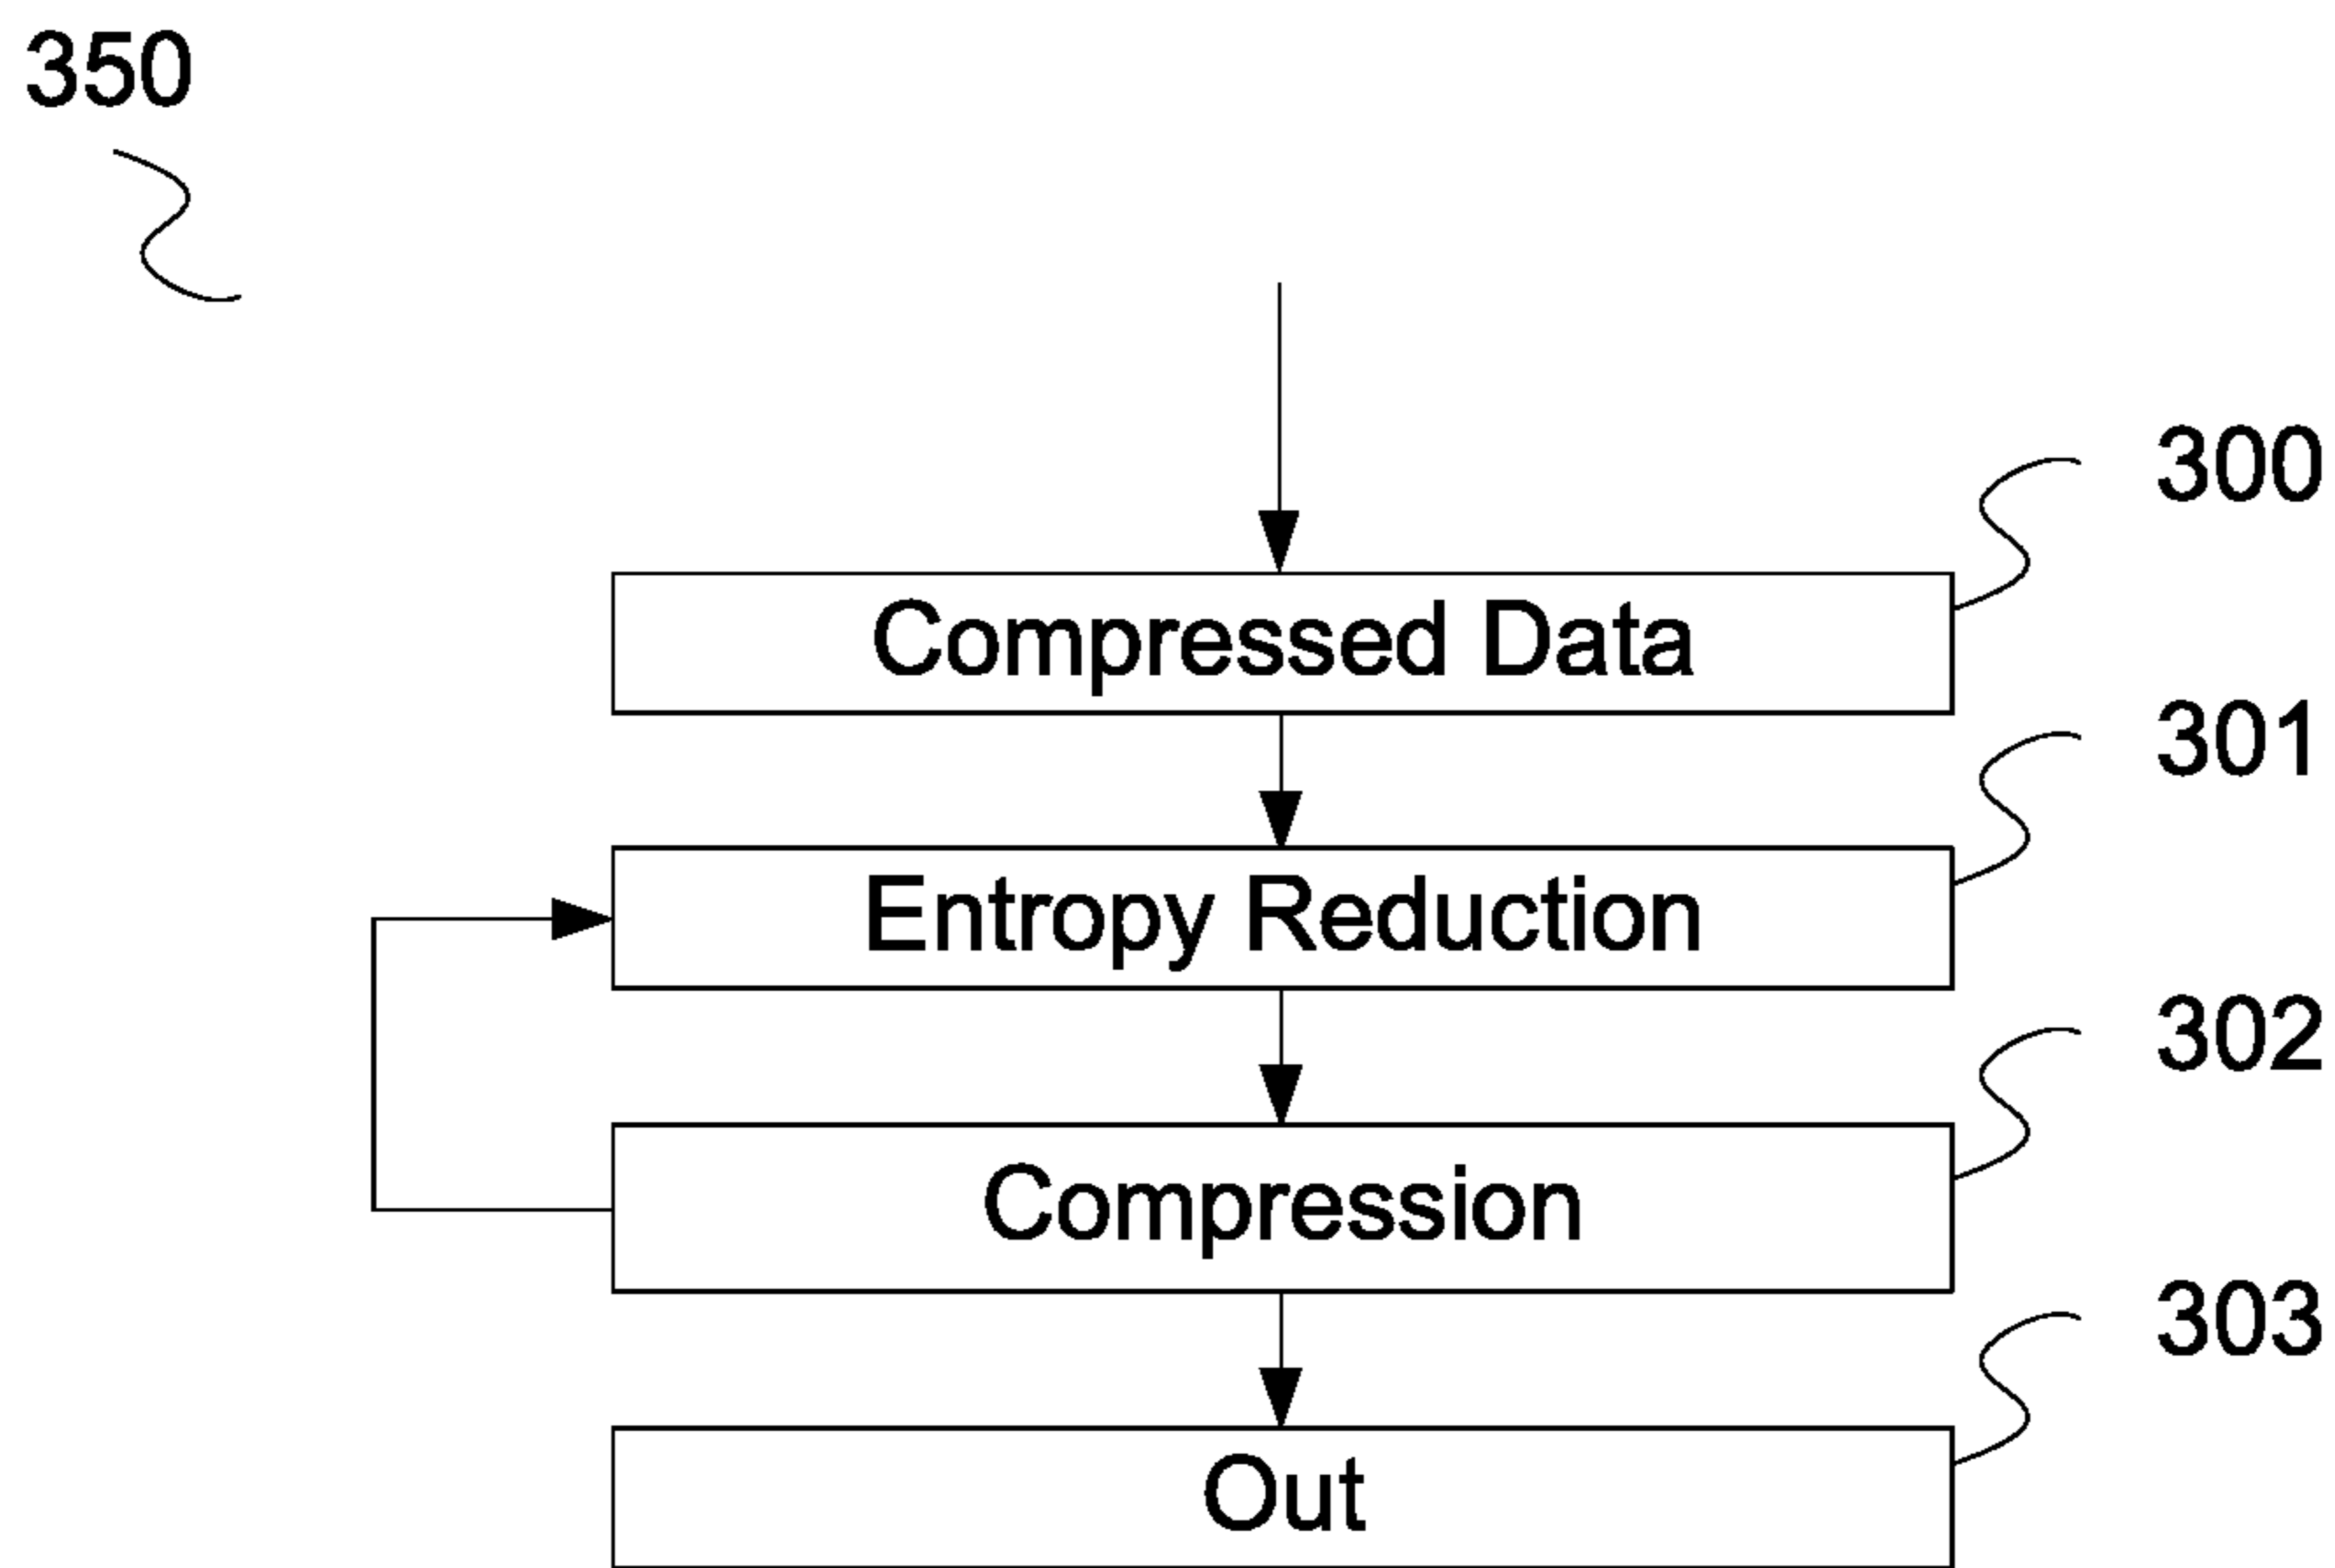 350
300
Compressed Data
301
Entropy Reduction
302
Compression
303
Out